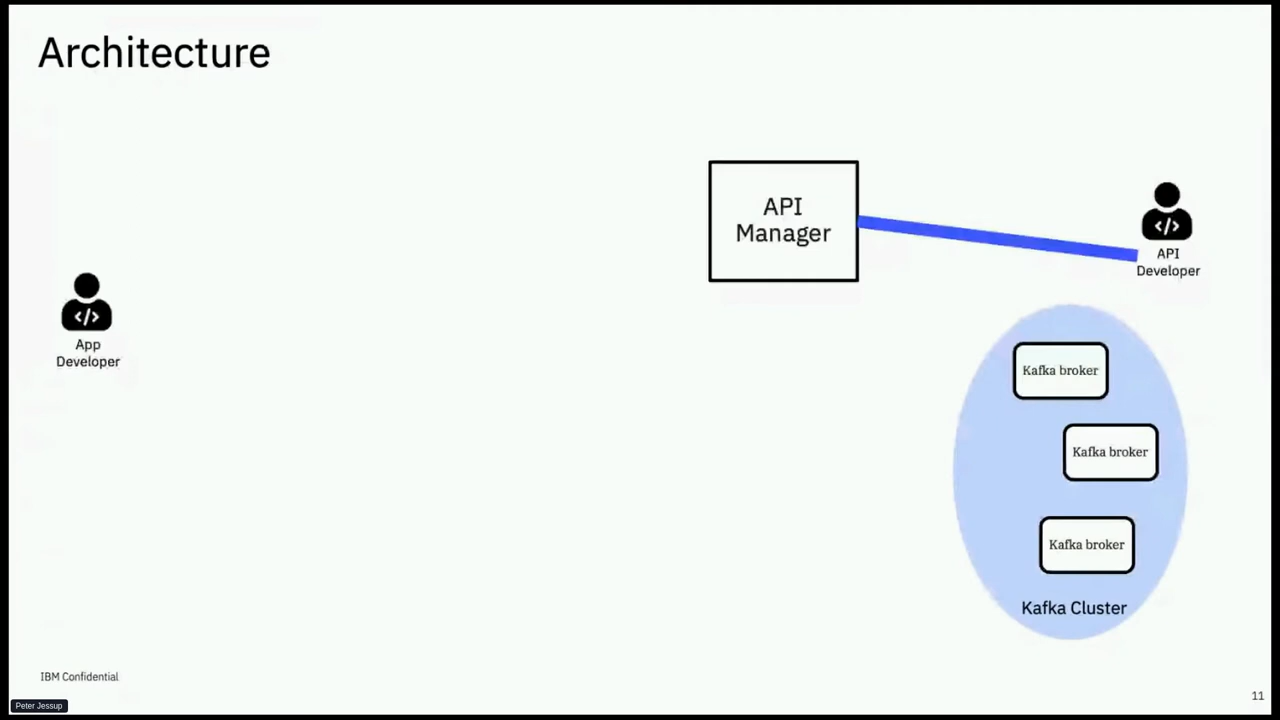 Architecture
API
Manager
</>
API
Developer
</>
App
Developer
Kafka broker
Kafka broker
Kafka broker
Kafka Cluster
IBM Confidential
11
Peter Jessup